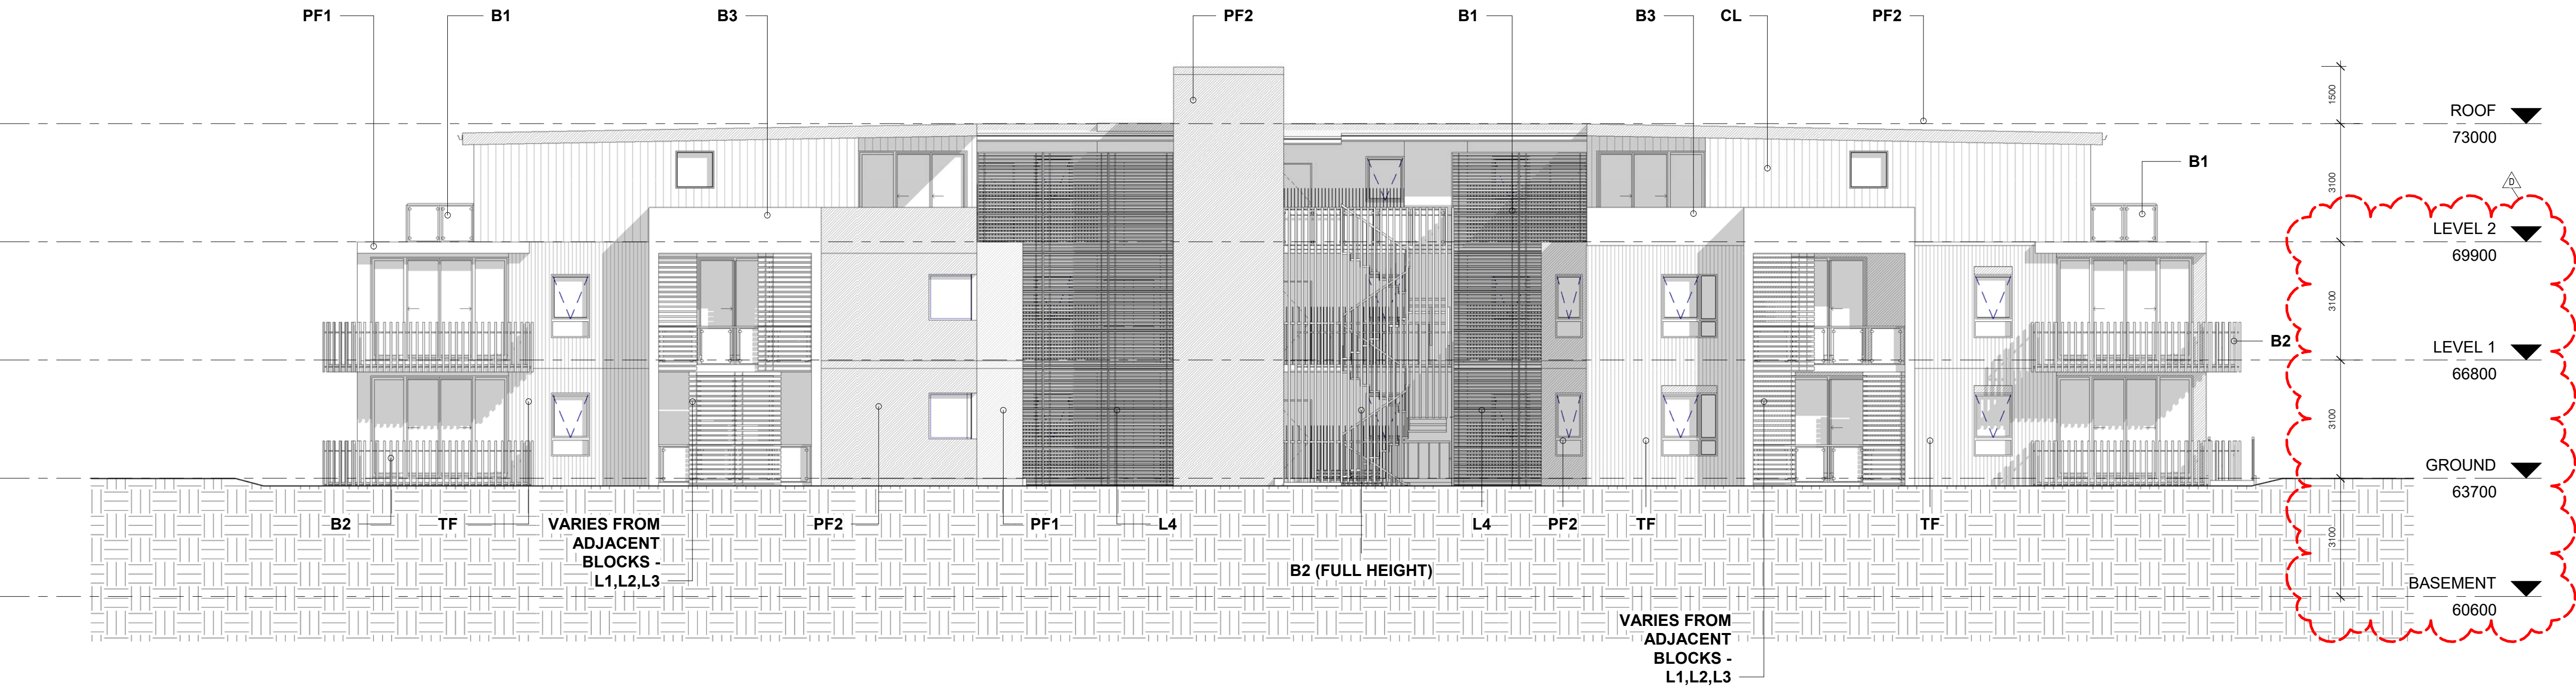 PF1
B1
B3
PF2
B1
B3
CL
PF2
1500
ROOF
73000
3100
D
B1
LEVEL 2
69900
3100
B2
LEVEL 1
66800
3100
GROUND
63700
B2
TF
VARIES FROM
ADJACENT
BLOCKS -
L1,L2,L3
PF2
PF1
L4
B2 (FULL HEIGHT)
L4
PF2
TF
TF
3100
BASEMENT
60600
VARIES FROM
ADJACENT
BLOCKS -
L1,L2,L3